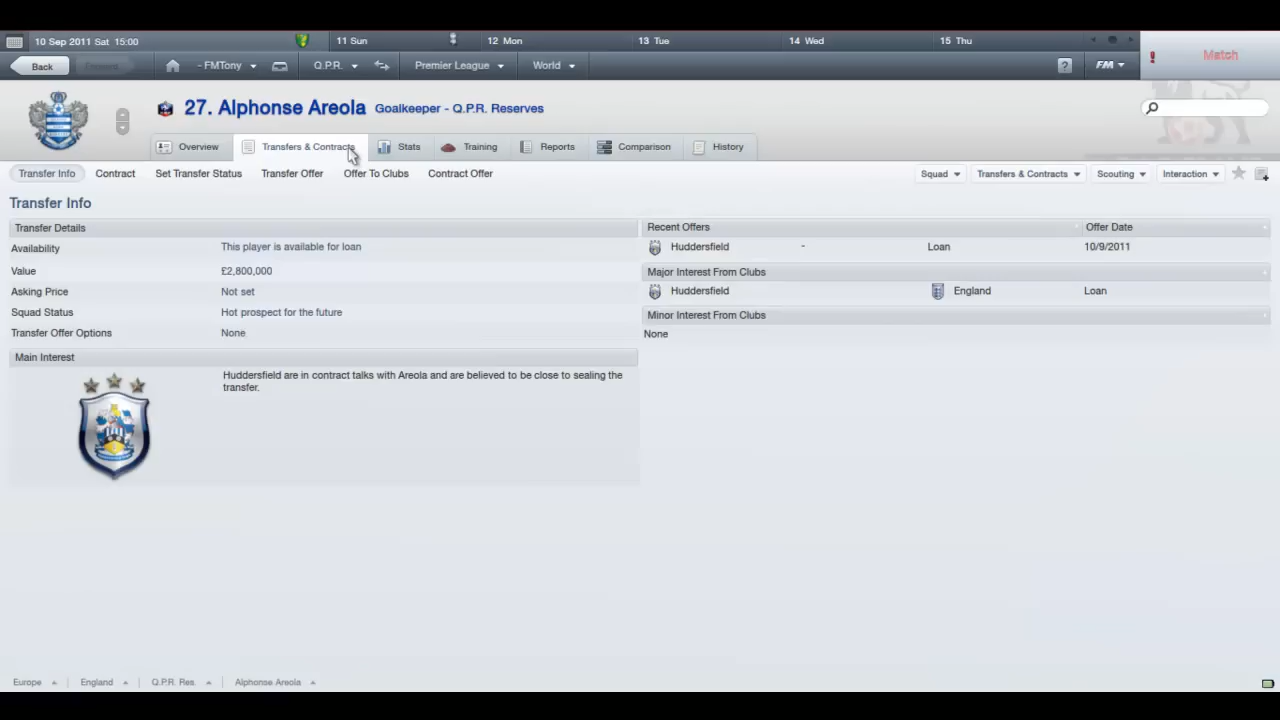 10 Sep 2011 Sat 15:00 11 Sun 12 Mon 13 Tue 14 Wed 15 Thu
Back - FMTony Q.P.R. Premier League World ? FM ! Match
27. Alphonse Areola Goalkeeper - Q.P.R. Reserves
Overview Transfers & Contracts Stats Training Reports Comparison History
Transfer Info Contract Set Transfer Status Transfer Offer Offer To Clubs Contract Offer Squad Transfers & Contracts Scouting Interaction
Transfer Info
Transfer Details
Availability This player is available for loan
Value £2,800,000
Asking Price Not set
Squad Status Hot prospect for the future
Transfer Offer Options None
Main Interest
Huddersfield are in contract talks with Areola and are believed to be close to sealing the
transfer.
Recent Offers Offer Date
Huddersfield - Loan 10/9/2011
Major Interest From Clubs
Huddersfield England Loan
Minor Interest From Clubs
None
Europe England Q.P.R. Res. Alphonse Areola